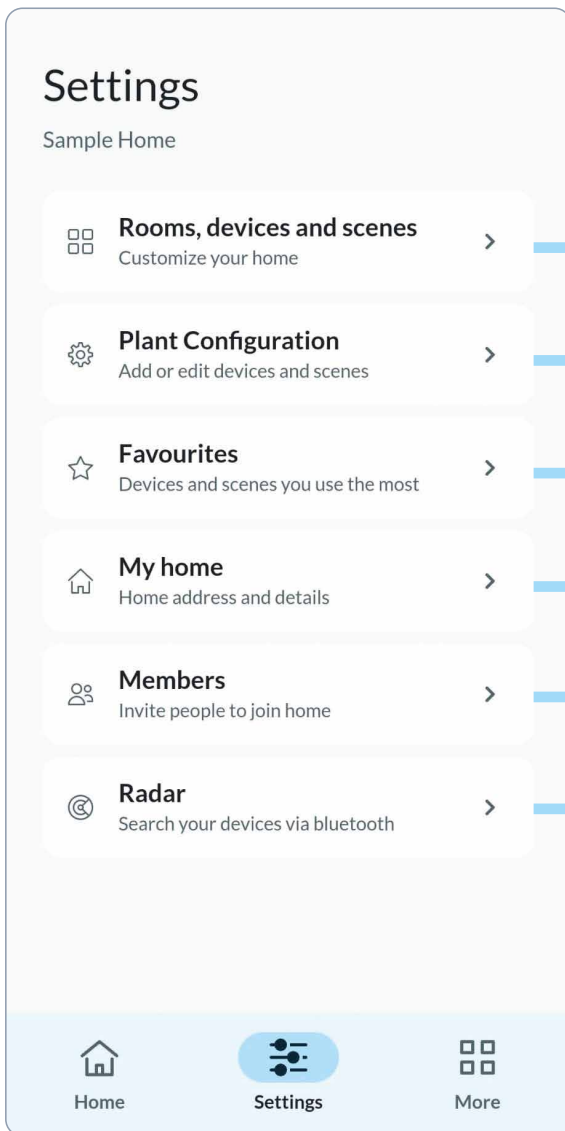 Settings
Sample Home
Rooms, devices and scenes
Customize your home
Plant Configuration
Add or edit devices and scenes
Favourites
Devices and scenes you use the most
My home
Home address and details
Members
Invite people to join home
Radar
Search your devices via bluetooth
Home Settings More